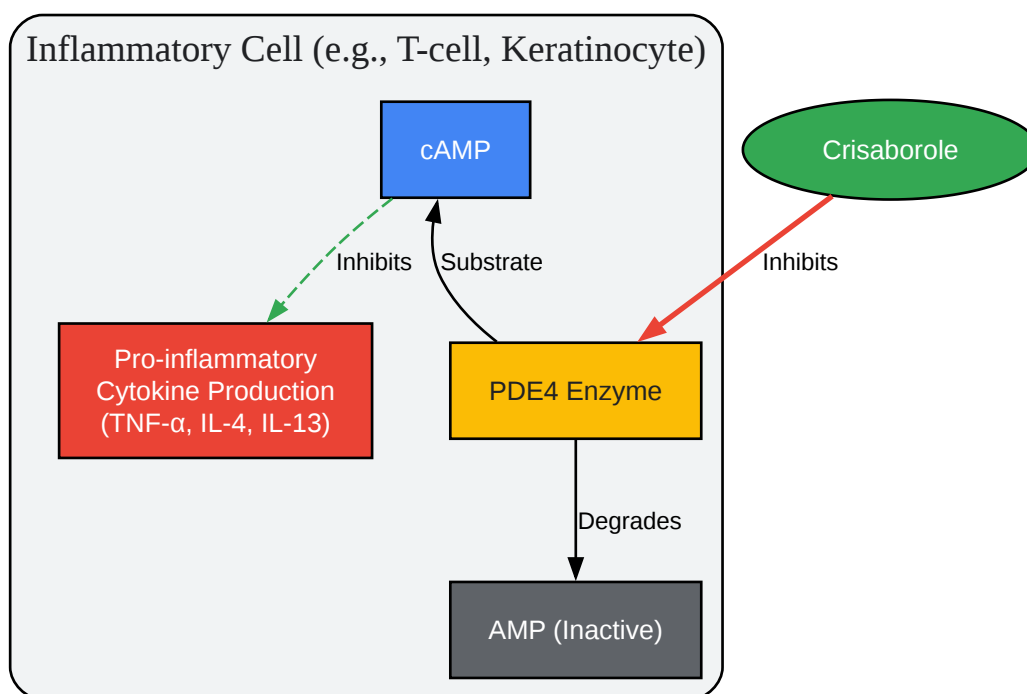 Inflammatory Cell (e.g., T-cell, Keratinocyte)
cAMP
Crisaborole
Inhibits
Substrate
Inhibits
Pro-inflammatory
Cytokine Production
(TNF-α, IL-4, IL-13)
PDE4 Enzyme
Degrades
AMP (Inactive)